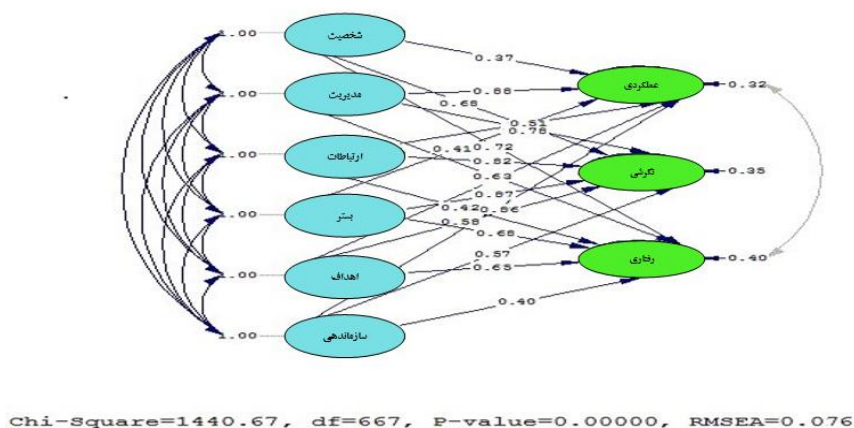 1.00 شخصیت 0.37
عملکردی 0.32
1.00 مدیریت 0.88
0.68 0.51
0.78
1.00 ارتباطات 0.41 0.72
0.82 نگرشی 0.35
0.63
1.00 بستر 0.42 0.87
0.58 0.68
رفتاری 0.40
0.57
1.00 اهداف 0.65
0.40
1.00 سازماندهی
Chi-Square=1440.67, df=667, P-value=0.00000, RMSEA=0.076